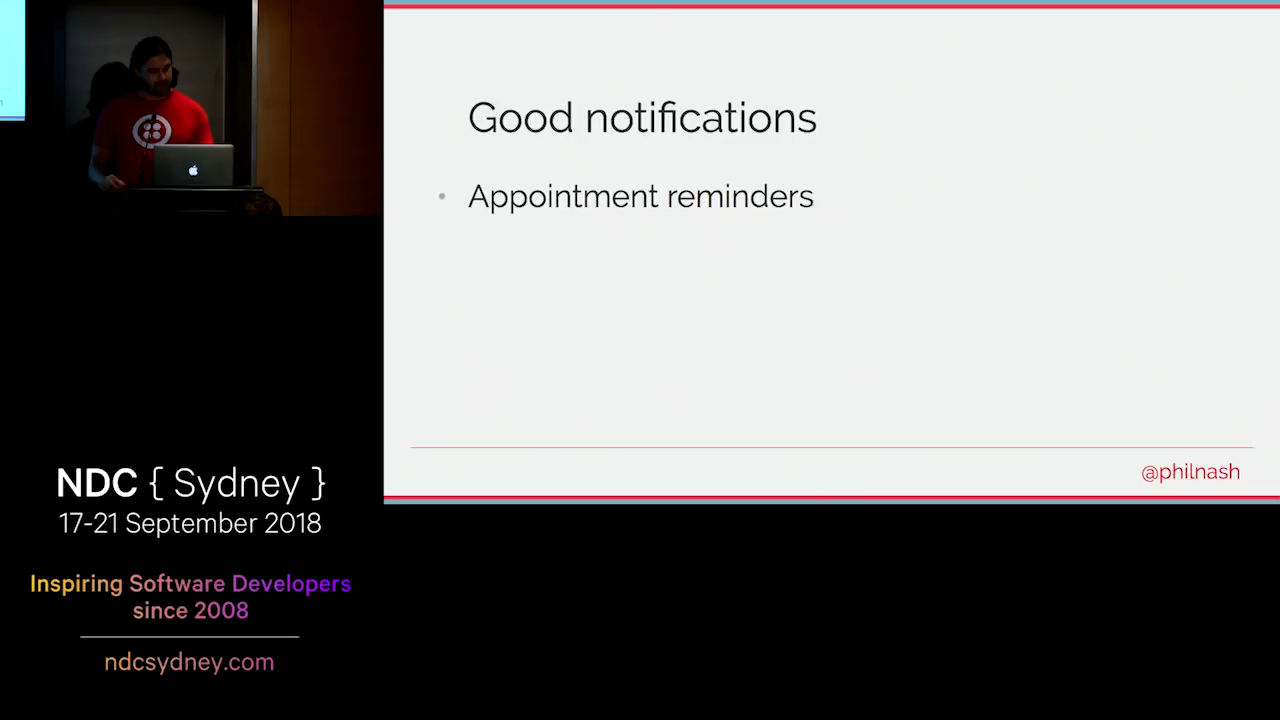 Good notifications
• Appointment reminders
@philnash
NDC { Sydney }
17-21 September 2018
Inspiring Software Developers
since 2008
ndcsydney.com